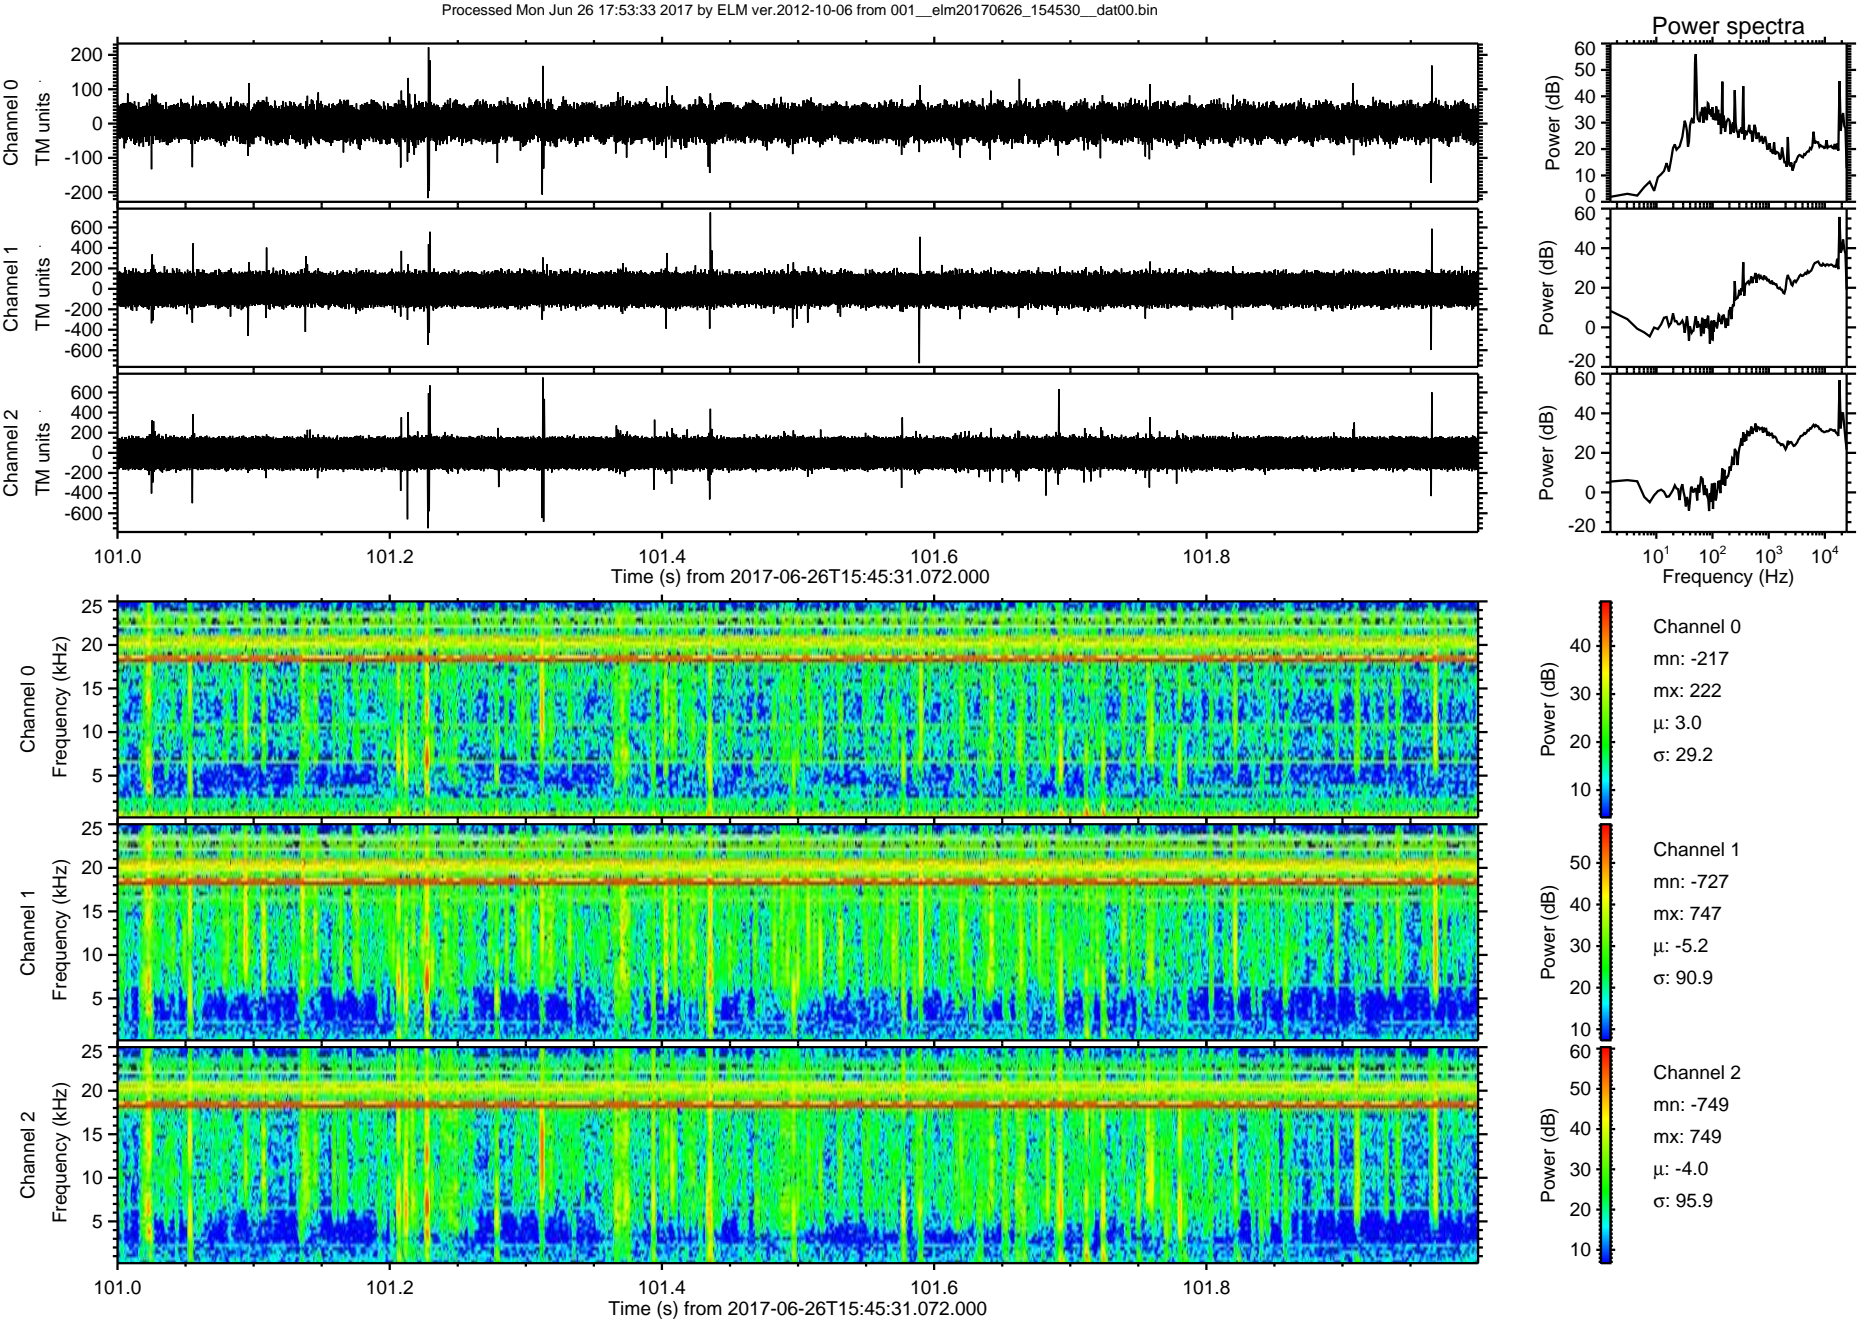 Processed Mon Jun 26 17:53:33 2017 by ELM ver.2012-10-06 from 001__elm20170626_154530__dat00.bin
Power spectra
Channel 0
TM units
200
100
0
-100
-200
Power (dB)
60
50
40
30
20
10
0
Channel 1
TM units
600
400
200
0
-200
-400
-600
Power (dB)
60
40
20
0
-20
Channel 2
TM units
600
400
200
0
-200
-400
-600
Power (dB)
60
40
20
0
-20
101.0 101.2 101.4 101.6 101.8
Time (s) from 2017-06-26T15:45:31.072.000
10¹ 10² 10³ 10⁴
Frequency (Hz)
Channel 0
Frequency (kHz)
25
20
15
10
5
Power (dB)
40
30
20
10
Channel 0
mn: -217
mx: 222
μ: 3.0
σ: 29.2
Channel 1
Frequency (kHz)
25
20
15
10
5
Power (dB)
50
40
30
20
10
Channel 1
mn: -727
mx: 747
μ: -5.2
σ: 90.9
Channel 2
Frequency (kHz)
25
20
15
10
5
Power (dB)
60
50
40
30
20
10
Channel 2
mn: -749
mx: 749
μ: -4.0
σ: 95.9
101.0 101.2 101.4 101.6 101.8
Time (s) from 2017-06-26T15:45:31.072.000